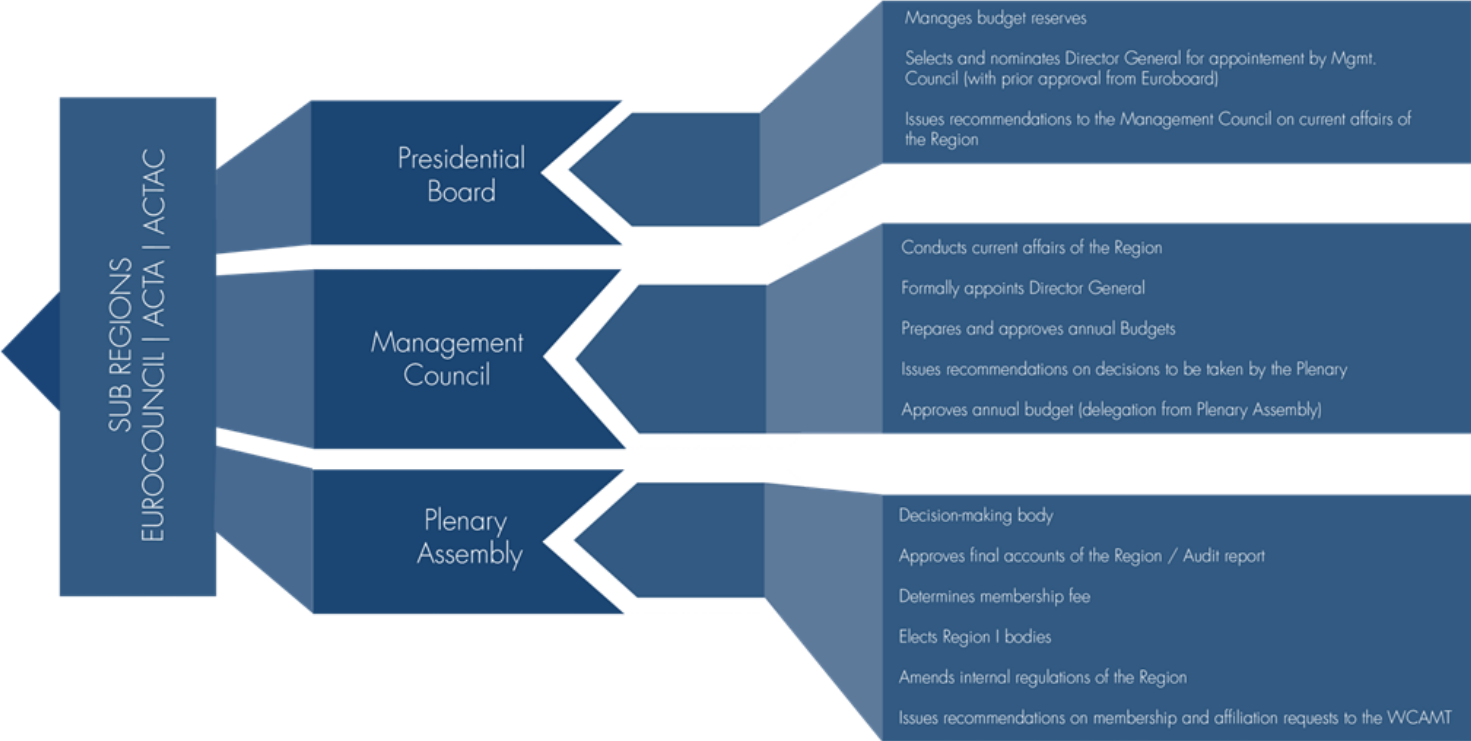 SUB REGIONS
EUROCOUNCIL | ACTA | ACTAC
Presidential
Board
Manages budget reserves
Selects and nominates Director General for appointement by Mgmt.
Council (with prior approval from Euroboard)
Issues recommendations to the Management Council on current affairs of
the Region
Management
Council
Conducts current affairs of the Region
Formally appoints Director General
Prepares and approves annual Budgets
Issues recommendations on decisions to be taken by the Plenary
Approves annual budget (delegation from Plenary Assembly)
Plenary
Assembly
Decision-making body
Approves final accounts of the Region / Audit report
Determines membership fee
Elects Region I bodies
Amends internal regulations of the Region
Issues recommendations on membership and affiliation requests to the WCAMT